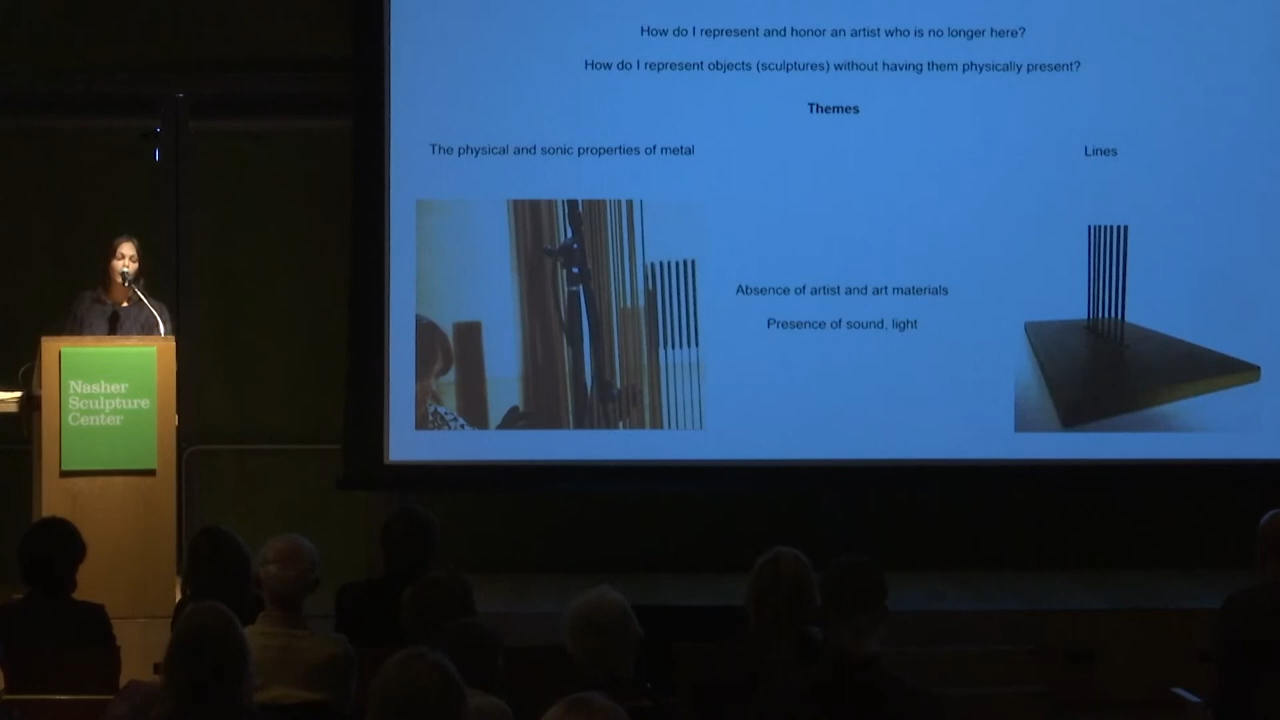 How do I represent and honor an artist who is no longer here?
How do I represent objects (sculptures) without having them physically present?
Themes
The physical and sonic properties of metal
Lines
Absence of artist and art materials
Presence of sound, light
Nasher
Sculpture
Center